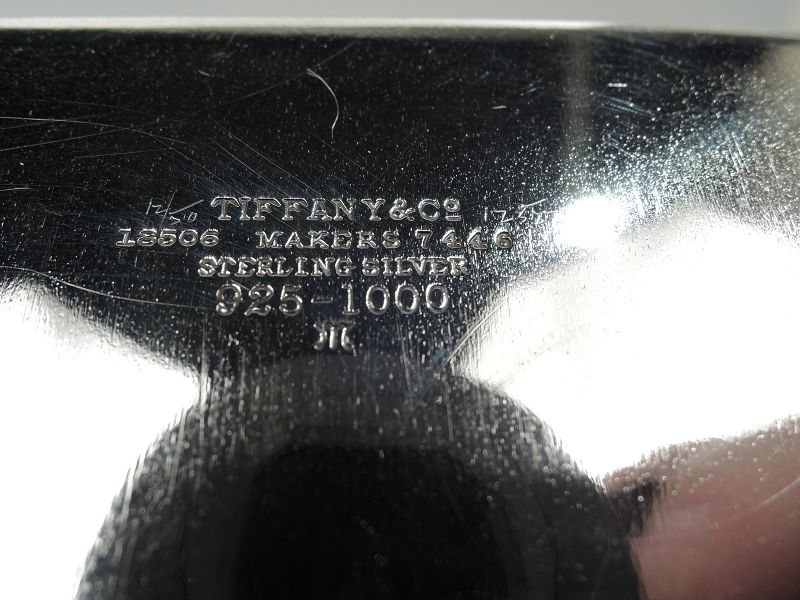 TIFFANY & Cº
18506 MAKERS 7446
STERLING SILVER
925-1000